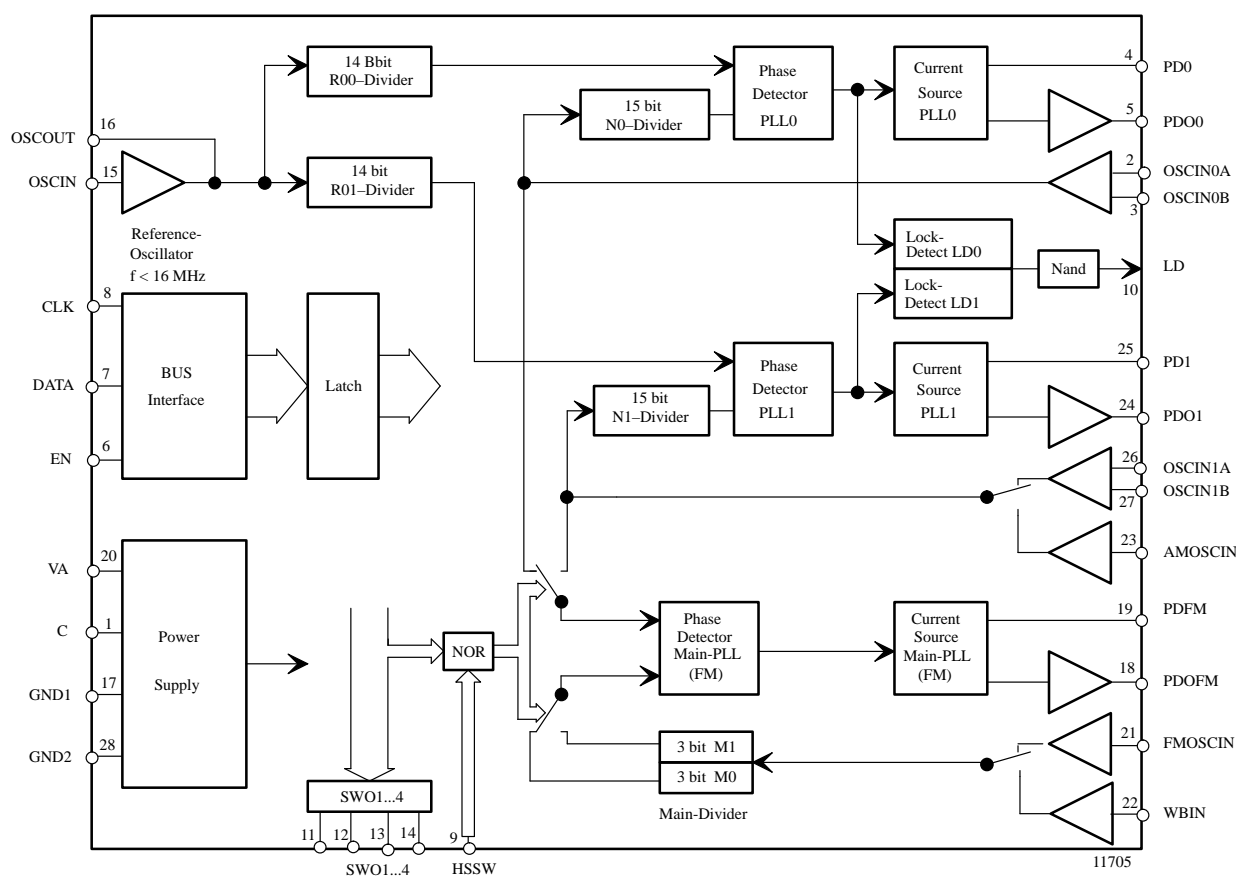 14 Bbit
R00–Divider
15 bit
N0–Divider
Phase
Detector
PLL0
Current
Source
PLL0
4
PD0
5
PDO0
16
OSCOUT
15
OSCIN
14 bit
R01–Divider
2
OSCIN0A
OSCIN0B
3
Reference-
Oscillator
f < 16 MHz
Lock-
Detect LD0
Lock-
Detect LD1
Nand
LD
10
8
CLK
7
DATA
6
EN
BUS
Interface
Latch
15 bit
N1–Divider
Phase
Detector
PLL1
Current
Source
PLL1
25
PD1
24
PDO1
26
OSCIN1A
OSCIN1B
27
23
AMOSCIN
20
VA
1
C
17
GND1
28
GND2
Power
Supply
NOR
Phase
Detector
Main-PLL
(FM)
Current
Source
Main-PLL
(FM)
19
PDFM
18
PDOFM
21
FMOSCIN
22
WBIN
3 bit M1
3 bit M0
Main-Divider
SWO1...4
11
12
13
14
9
SWO1...4
HSSW
11705